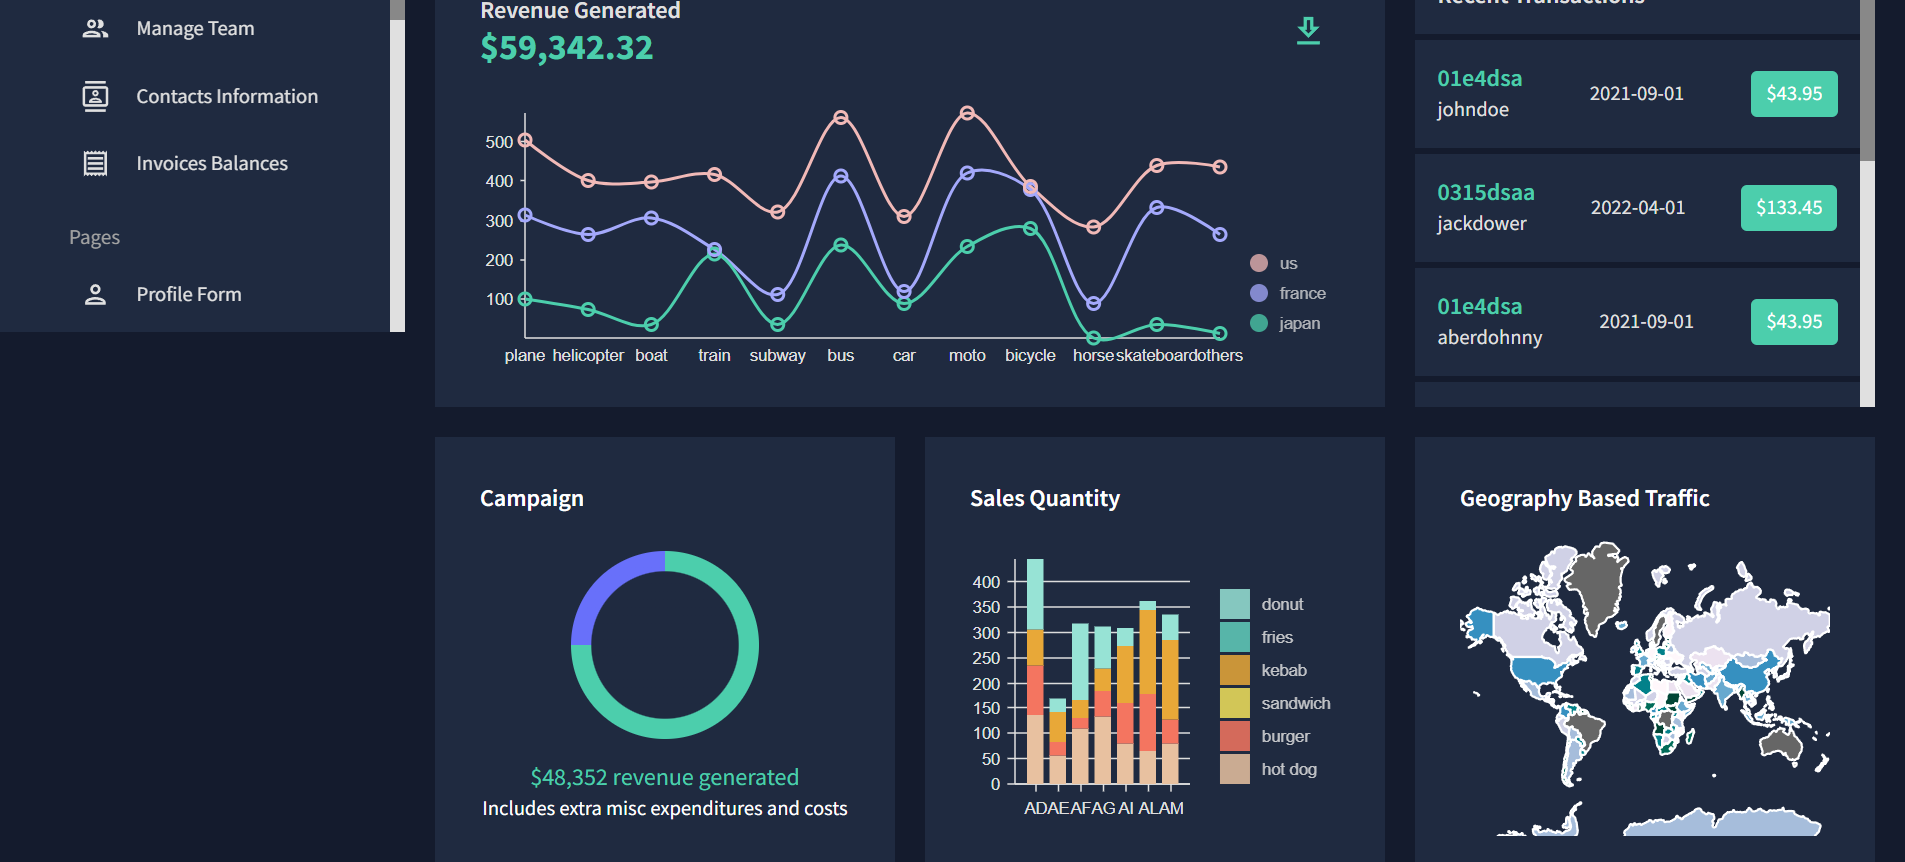 Manage Team
Contacts Information
Invoices Balances
Pages
Profile Form
Revenue Generated
$59,342.32
500
400
300
200
100
plane helicopter boat train subway bus car moto bicycle horse skateboard others
us
france
japan
Recent Transactions
01e4dsa
johndoe
2021-09-01
$43.95
0315dsaa
jackdower
2022-04-01
$133.45
01e4dsa
aberdohnny
2021-09-01
$43.95
Campaign
$48,352 revenue generated
Includes extra misc expenditures and costs
Sales Quantity
400
350
300
250
200
150
100
50
0
AD AE AF AG AI AL AM
donut
fries
kebab
sandwich
burger
hot dog
Geography Based Traffic